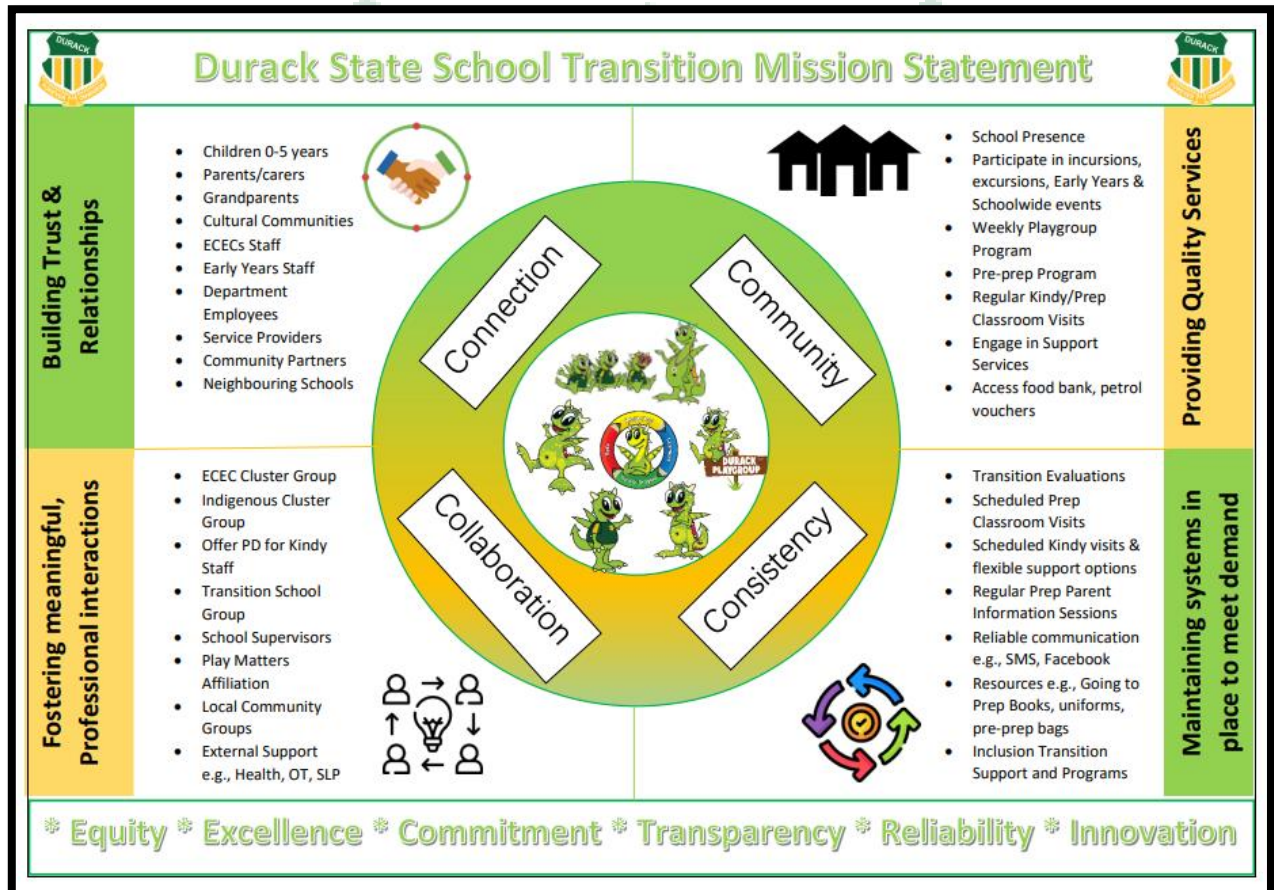 Durack State School Transition Mission Statement
DURACK
DURACK
Building Trust &
Relationships
• Children 0-5 years
• Parents/carers
• Grandparents
• Cultural Communities
• ECECs Staff
• Early Years Staff
• Department
Employees
• Service Providers
• Community Partners
• Neighbouring Schools
Connection
Community
• School Presence
• Participate in incursions,
excursions, Early Years &
Schoolwide events
• Weekly Playgroup
Program
• Pre-prep Program
• Regular Kindy/Prep
Classroom Visits
• Engage in Support
Services
• Access food bank, petrol
vouchers
Providing Quality Services
DURACK
PLAYGROUP
Fostering meaningful,
Professional interactions
• ECEC Cluster Group
• Indigenous Cluster
Group
• Offer PD for Kindy
Staff
• Transition School
Group
• School Supervisors
• Play Matters
Affiliation
• Local Community
Groups
• External Support
e.g., Health, OT, SLP
Collaboration
Consistency
• Transition Evaluations
• Scheduled Prep
Classroom Visits
• Scheduled Kindy visits &
flexible support options
• Regular Prep Parent
Information Sessions
• Reliable communication
e.g., SMS, Facebook
• Resources e.g., Going to
Prep Books, uniforms,
pre-prep bags
• Inclusion Transition
Support and Programs
Maintaining systems in
place to meet demand
* Equity * Excellence * Commitment * Transparency * Reliability * Innovation